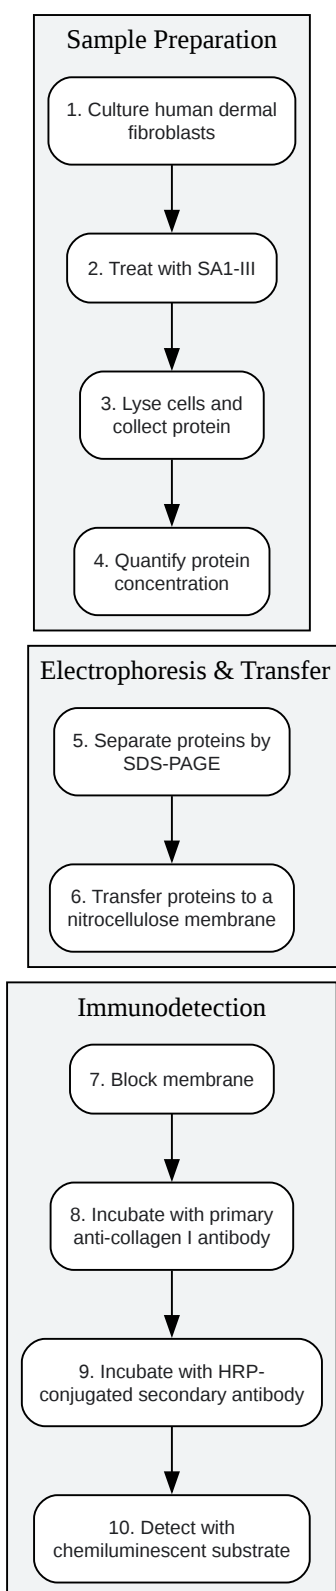 Sample Preparation
1. Culture human dermal
fibroblasts
2. Treat with SA1-III
3. Lyse cells and
collect protein
4. Quantify protein
concentration
Electrophoresis & Transfer
5. Separate proteins by
SDS-PAGE
6. Transfer proteins to a
nitrocellulose membrane
Immunodetection
7. Block membrane
8. Incubate with primary
anti-collagen I antibody
9. Incubate with HRP-
conjugated secondary antibody
10. Detect with
chemiluminescent substrate